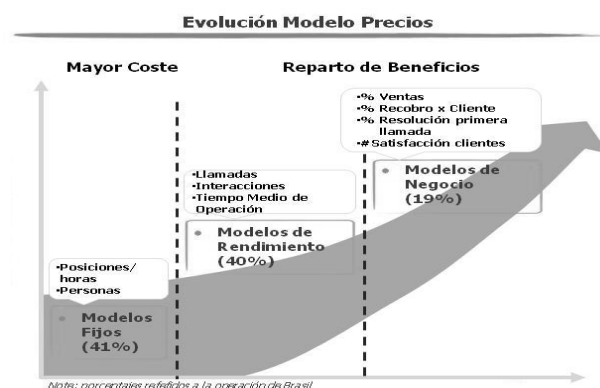 Evolución Modelo Precios
Mayor Coste
Reparto de Beneficios
•% Ventas
•% Recobro x Cliente
•% Resolución primera
llamada
•# Satisfacción clientes
•Llamadas
•Interacciones
•Tiempo Medio de
Operación
• Modelos de
Negocio
(19%)
• Modelos de
Rendimiento
(40%)
•Posiciones/
horas
•Personas
• Modelos
Fijos
(41%)
Nota: porcentajes referidos a la operación de Brasil